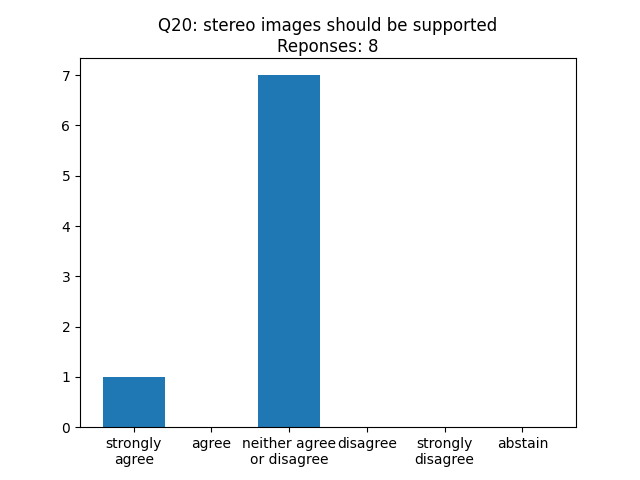 Q20: stereo images should be supported
Reponses: 8
7
6
5
4
3
2
1
0
strongly agree
agree
neither agree or disagree
disagree
strongly disagree
abstain